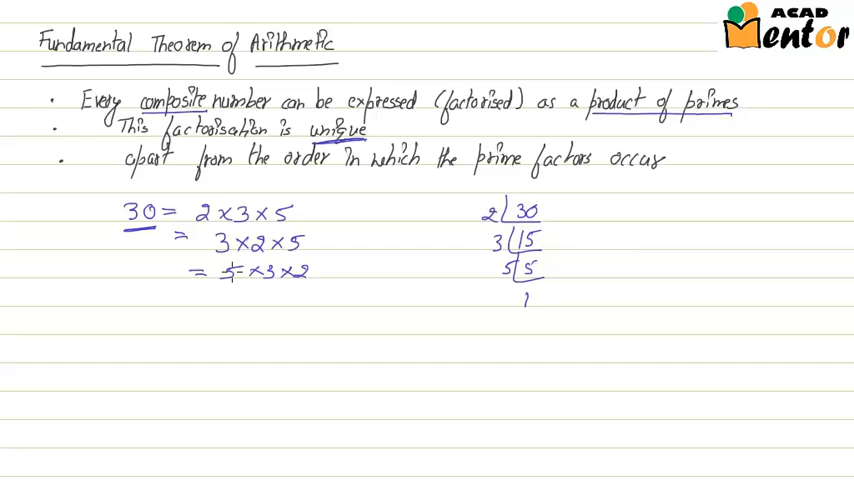 Fundamental Theorem of Arithmetic
ACAD
Mentor
· Every composite number can be expressed (factorised) as a product of primes
· This factorisation is unique
· apart from the order in which the prime factors occur
30 = 2 × 3 × 5
= 3 × 2 × 5
= 5 × 3 × 2
2 | 30
3 | 15
5 | 5
1